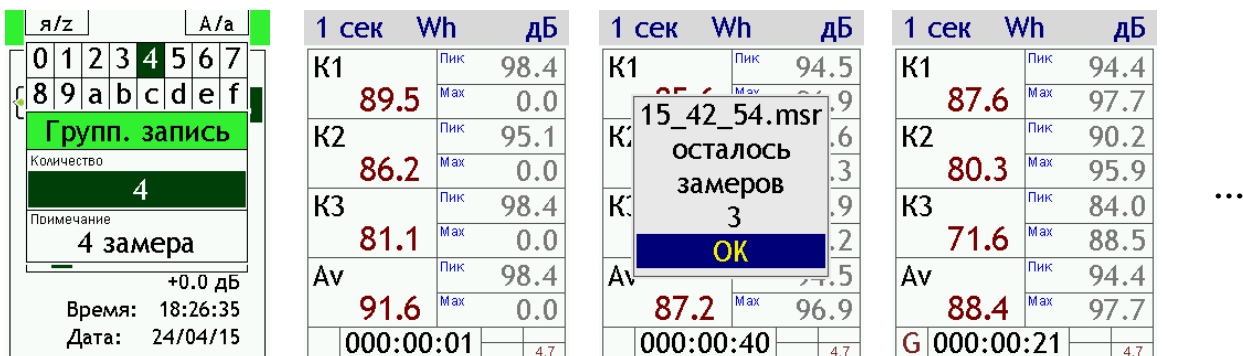 я/z A/a
0 1 2 3 4 5 6 7
8 9 a b c d e f
Групп. запись
Количество
4
Примечание
4 замера
+0.0 дБ
Время: 18:26:35
Дата: 24/04/15
1 сек Wh дБ
К1 Пик 98.4
89.5 Max 0.0
К2 Пик 95.1
86.2 Max 0.0
К3 Пик 98.4
81.1 Max 0.0
Av Пик 98.4
91.6 Max 0.0
000:00:01 4.7
1 сек Wh дБ
К1 Пик 94.5
15_42_54.msr
осталось
замеров
3
OK
Av
87.2 Max 96.9
000:00:40 4.7
1 сек Wh дБ
К1 Пик 94.4
87.6 Max 97.7
К2 Пик 90.2
80.3 Max 95.9
К3 Пик 84.0
71.6 Max 88.5
Av Пик 94.4
88.4 Max 97.7
G 000:00:21 4.7
...